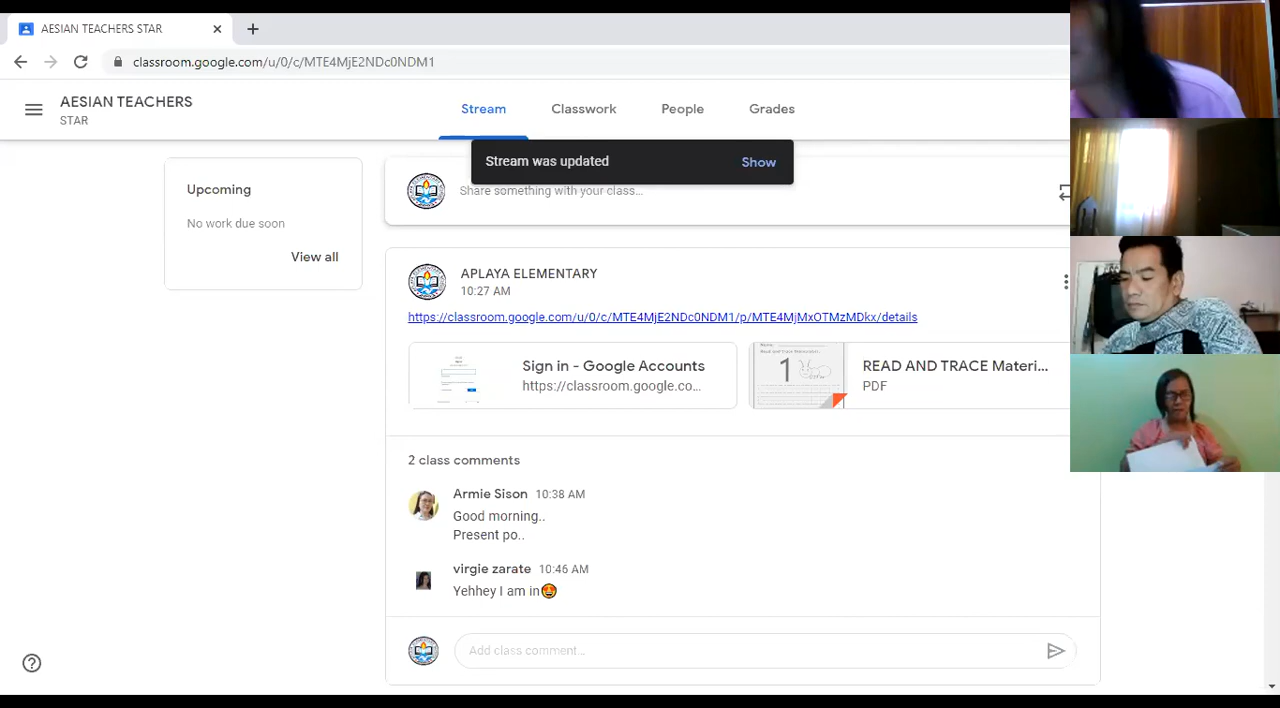 AESIAN TEACHERS STAR
classroom.google.com/u/0/c/MTE4MjE2NDc0NDM1
AESIAN TEACHERS
STAR
Stream
Classwork
People
Grades
Stream was updated
Show
Upcoming
No work due soon
View all
Share something with your class...
APLAYA ELEMENTARY
10:27 AM
https://classroom.google.com/u/0/c/MTE4MjE2NDc0NDM1/p/MTE4MjMxOTMzMDkx/details
Sign in - Google Accounts
https://classroom.google.co...
1
READ AND TRACE Materi...
PDF
2 class comments
Armie Sison 10:38 AM
Good morning..
Present po..
virgie zarate 10:46 AM
Yehhey I am in🤩
Add class comment...